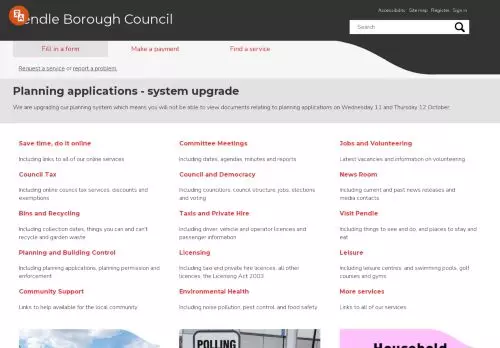 Accessibility Site map Register Sign in
endle Borough Council
Search
Fill in a form Make a payment Find a service
Request a service or report a problem.
Planning applications - system upgrade
We are upgrading our planning system which means you will not be able to view documents relating to planning applications on Wednesday 11 and Thursday 12 October.
Save time, do it online
Including links to all of our online services
Committee Meetings
Including dates, agendas, minutes and reports
Jobs and Volunteering
Latest vacancies and information on volunteering
Council Tax
Including online council tax services, discounts and
exemptions
Council and Democracy
Including councillors, council structure, jobs, elections
and voting
News Room
Including current and past news releases and
media contacts
Bins and Recycling
Including collection dates, things you can and can't
recycle and garden waste
Taxis and Private Hire
Including driver, vehicle and operator licences and
passenger information
Visit Pendle
Including things to see and do, and places to stay and
eat
Planning and Building Control
Including planning applications, planning permission and
enforcement
Licensing
Including taxi and private hire licences, all other
licences, the Licensing Act 2003
Leisure
Including leisure centres, and swimming pools, golf
courses and gyms
Community Support
Links to help available for the local community
Environmental Health
Including noise pollution, pest control, and food safety
More services
Links to all of our services
POLLING
Household